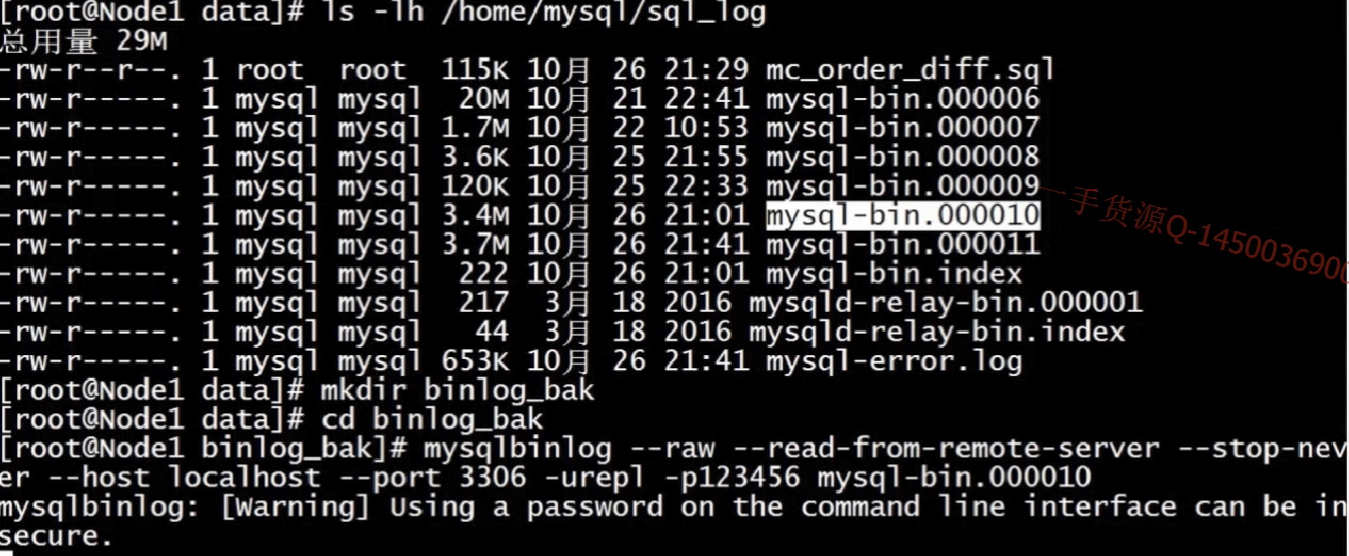 [root@Node1 data]# ls -lh /home/mysql/sql_log
总用量 29M
-rw-r--r--. 1 root root 115K 10月 26 21:29 mc_order_diff.sql
-rw-r-----. 1 mysql mysql 20M 10月 21 22:41 mysql-bin.000006
-rw-r-----. 1 mysql mysql 1.7M 10月 22 10:53 mysql-bin.000007
-rw-r-----. 1 mysql mysql 3.6K 10月 25 21:55 mysql-bin.000008
-rw-r-----. 1 mysql mysql 120K 10月 25 22:33 mysql-bin.000009
-rw-r-----. 1 mysql mysql 3.4M 10月 26 21:01 mysql-bin.000010
-rw-r-----. 1 mysql mysql 3.7M 10月 26 21:41 mysql-bin.000011
-rw-r-----. 1 mysql mysql 222 10月 26 21:01 mysql-bin.index
-rw-r-----. 1 mysql mysql 217 3月 18 2016 mysqld-relay-bin.000001
-rw-r-----. 1 mysql mysql 44 3月 18 2016 mysqld-relay-bin.index
-rw-r-----. 1 mysql mysql 653K 10月 26 21:41 mysql-error.log
[root@Node1 data]# mkdir binlog_bak
[root@Node1 data]# cd binlog_bak
[root@Node1 binlog_bak]# mysqlbinlog --raw --read-from-remote-server --stop-nev
er --host localhost --port 3306 -urepl -p123456 mysql-bin.000010
mysqlbinlog: [Warning] Using a password on the command line interface can be in
secure.
一手货源Q-1450036900